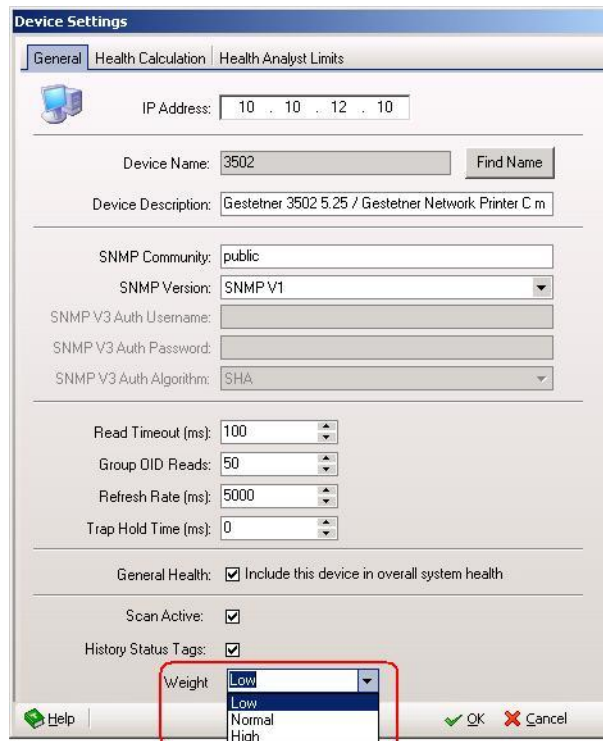 Device Settings
General Health Calculation Health Analyst Limits
IP Address: 10 . 10 . 12 . 10
Device Name: 3502 Find Name
Device Description: Gestetner 3502 5.25 / Gestetner Network Printer C m
SNMP Community: public
SNMP Version: SNMP V1
SNMP V3 Auth Username:
SNMP V3 Auth Password:
SNMP V3 Auth Algorithm: SHA
Read Timeout (ms): 100
Group OID Reads: 50
Refresh Rate (ms): 5000
Trap Hold Time (ms): 0
General Health: Include this device in overall system health
Scan Active:
History Status Tags:
Weight Low
Low
Normal
High
Help OK Cancel